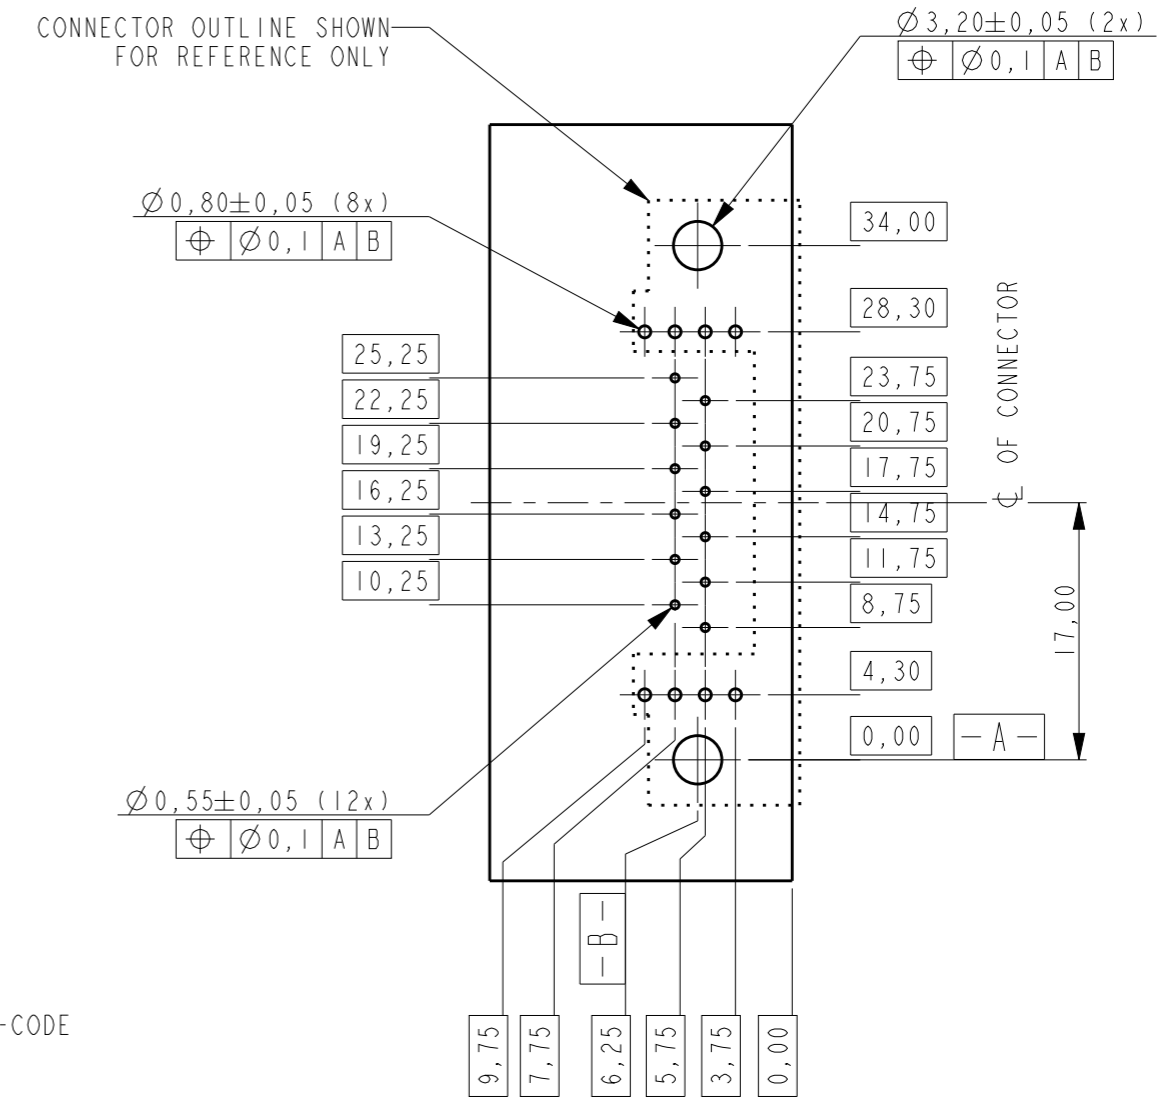 CONNECTOR OUTLINE SHOWN
FOR REFERENCE ONLY
Ø3,20±0,05 (2x)
⌖ Ø0,1 A B
Ø0,80±0,05 (8x)
⌖ Ø0,1 A B
34,00
28,30
25,25
22,25
19,25
16,25
13,25
10,25
23,75
20,75
17,75
14,75
11,75
8,75
4,30
0,00
-A-
℄ OF CONNECTOR
17,00
Ø0,55±0,05 (12x)
⌖ Ø0,1 A B
-B-
-CODE
9,75
7,75
6,25
5,75
3,75
0,00